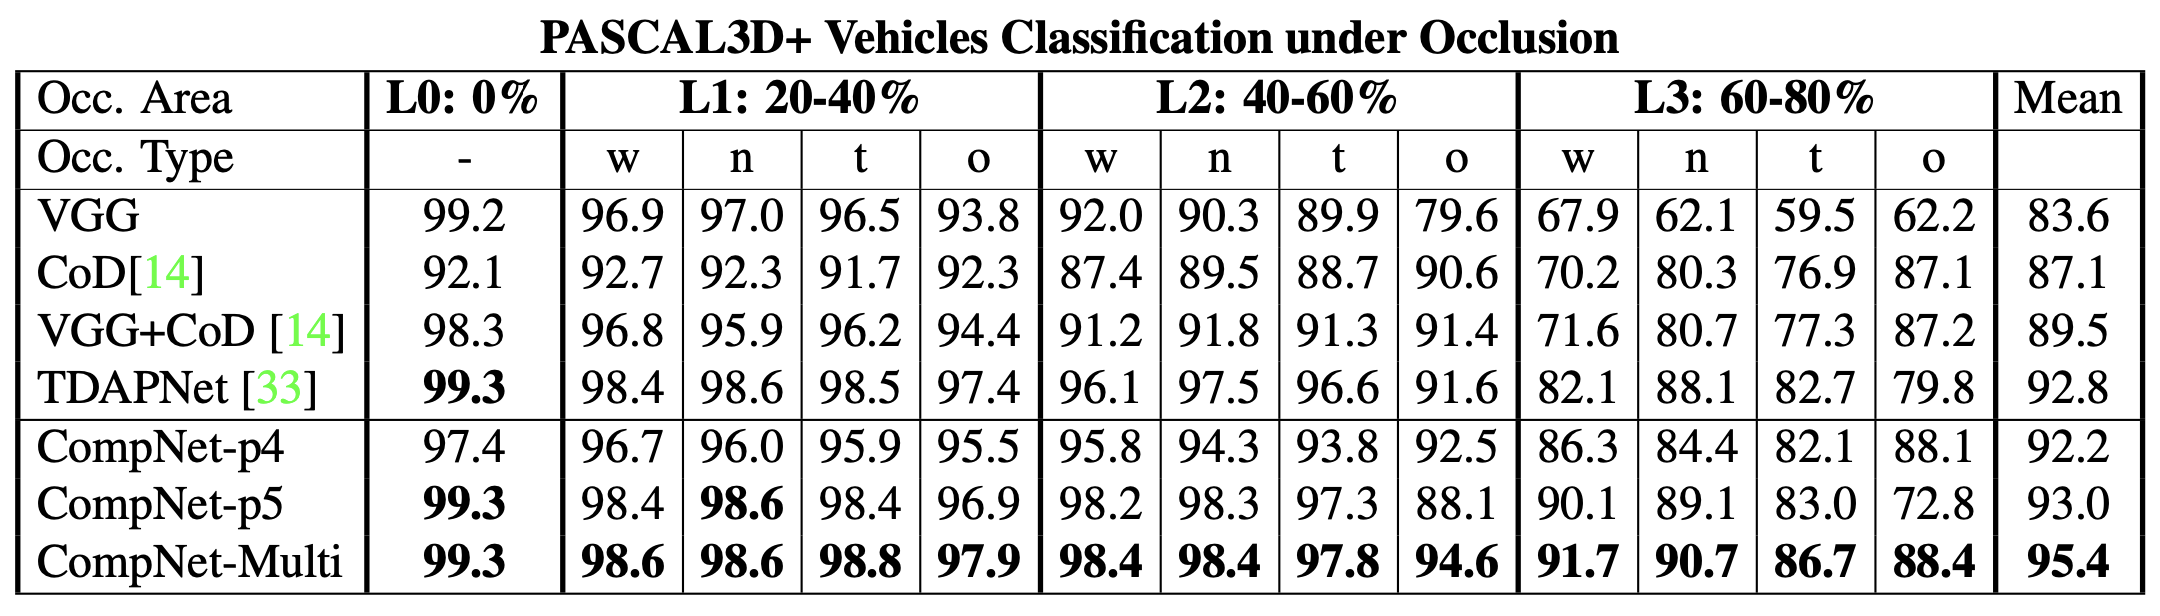 PASCAL3D+ Vehicles Classification under Occlusion
Occ. Area L0: 0% L1: 20-40% L2: 40-60% L3: 60-80% Mean
Occ. Type - w n t o w n t o w n t o
VGG 99.2 96.9 97.0 96.5 93.8 92.0 90.3 89.9 79.6 67.9 62.1 59.5 62.2 83.6
CoD[14] 92.1 92.7 92.3 91.7 92.3 87.4 89.5 88.7 90.6 70.2 80.3 76.9 87.1 87.1
VGG+CoD [14] 98.3 96.8 95.9 96.2 94.4 91.2 91.8 91.3 91.4 71.6 80.7 77.3 87.2 89.5
TDAPNet [33] 99.3 98.4 98.6 98.5 97.4 96.1 97.5 96.6 91.6 82.1 88.1 82.7 79.8 92.8
CompNet-p4 97.4 96.7 96.0 95.9 95.5 95.8 94.3 93.8 92.5 86.3 84.4 82.1 88.1 92.2
CompNet-p5 99.3 98.4 98.6 98.4 96.9 98.2 98.3 97.3 88.1 90.1 89.1 83.0 72.8 93.0
CompNet-Multi 99.3 98.6 98.6 98.8 97.9 98.4 98.4 97.8 94.6 91.7 90.7 86.7 88.4 95.4